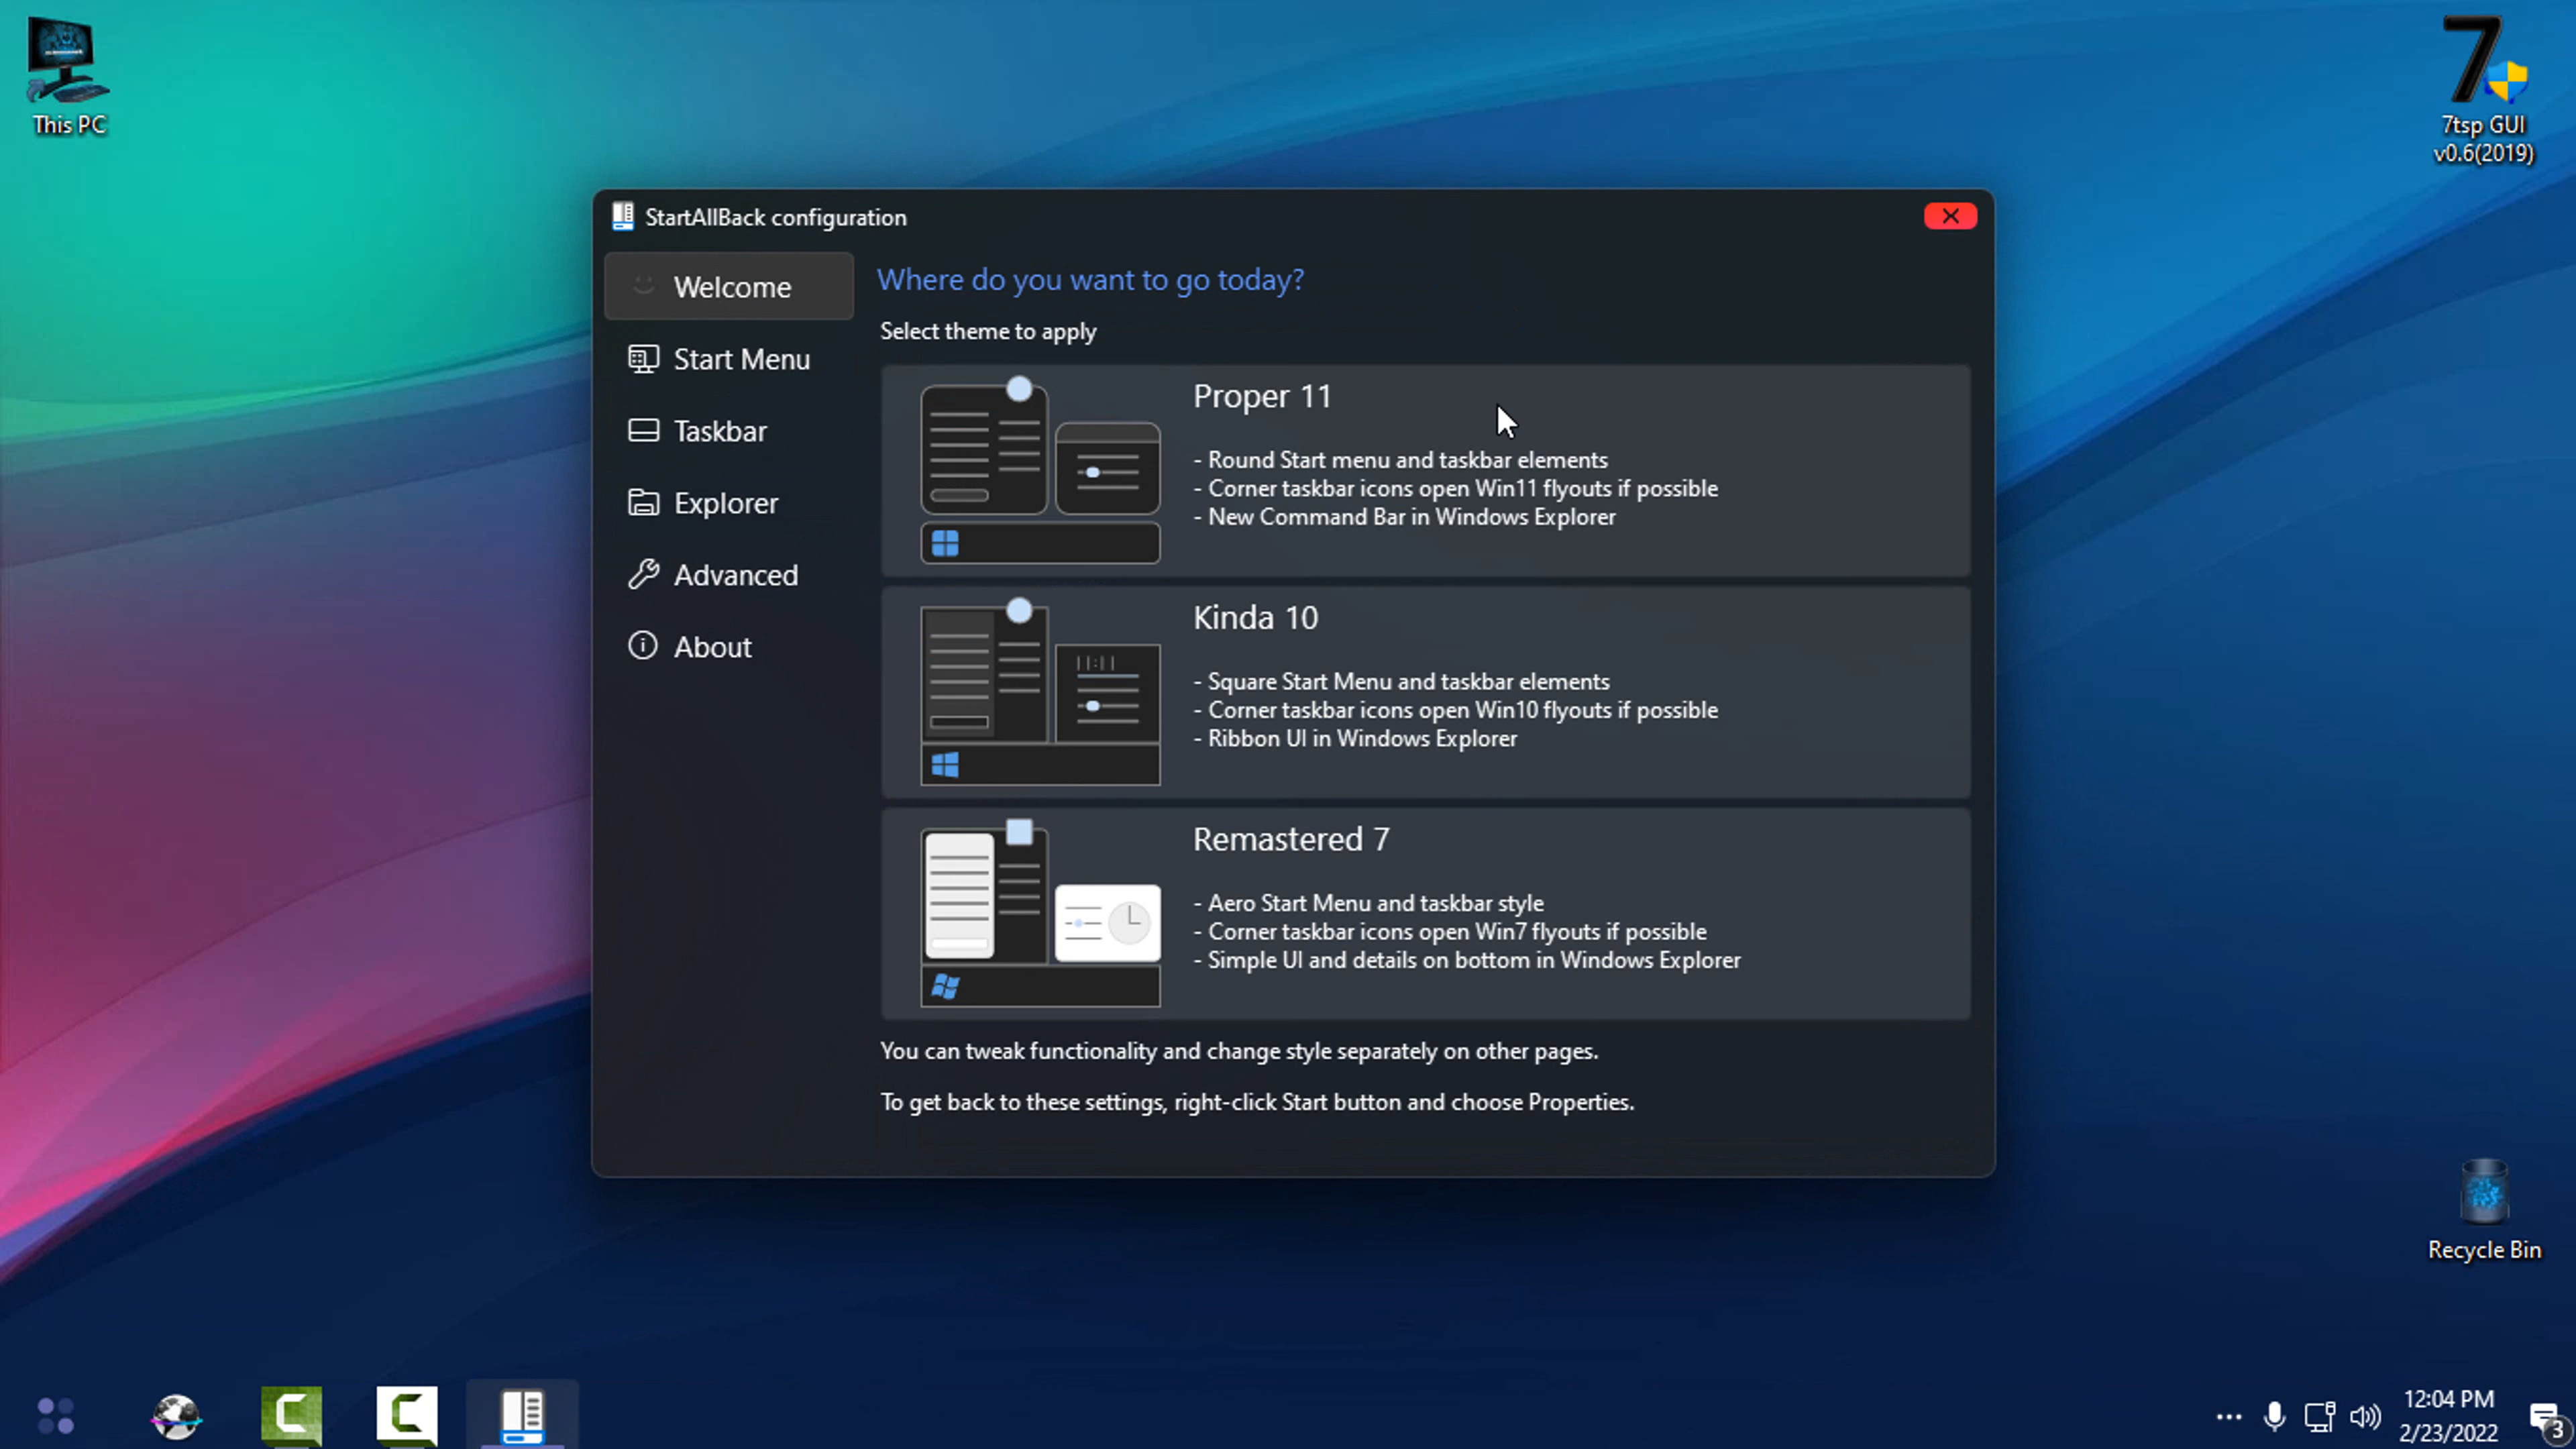 This PC
7
7tsp GUI
v0.6(2019)
StartAllBack configuration
Welcome
Start Menu
Taskbar
Explorer
Advanced
About
Where do you want to go today?
Select theme to apply
Proper 11
- Round Start menu and taskbar elements
- Corner taskbar icons open Win11 flyouts if possible
- New Command Bar in Windows Explorer
11:11
Kinda 10
- Square Start Menu and taskbar elements
- Corner taskbar icons open Win10 flyouts if possible
- Ribbon UI in Windows Explorer
Remastered 7
- Aero Start Menu and taskbar style
- Corner taskbar icons open Win7 flyouts if possible
- Simple UI and details on bottom in Windows Explorer
You can tweak functionality and change style separately on other pages.
To get back to these settings, right-click Start button and choose Properties.
Recycle Bin
12:04 PM
2/23/2022
3